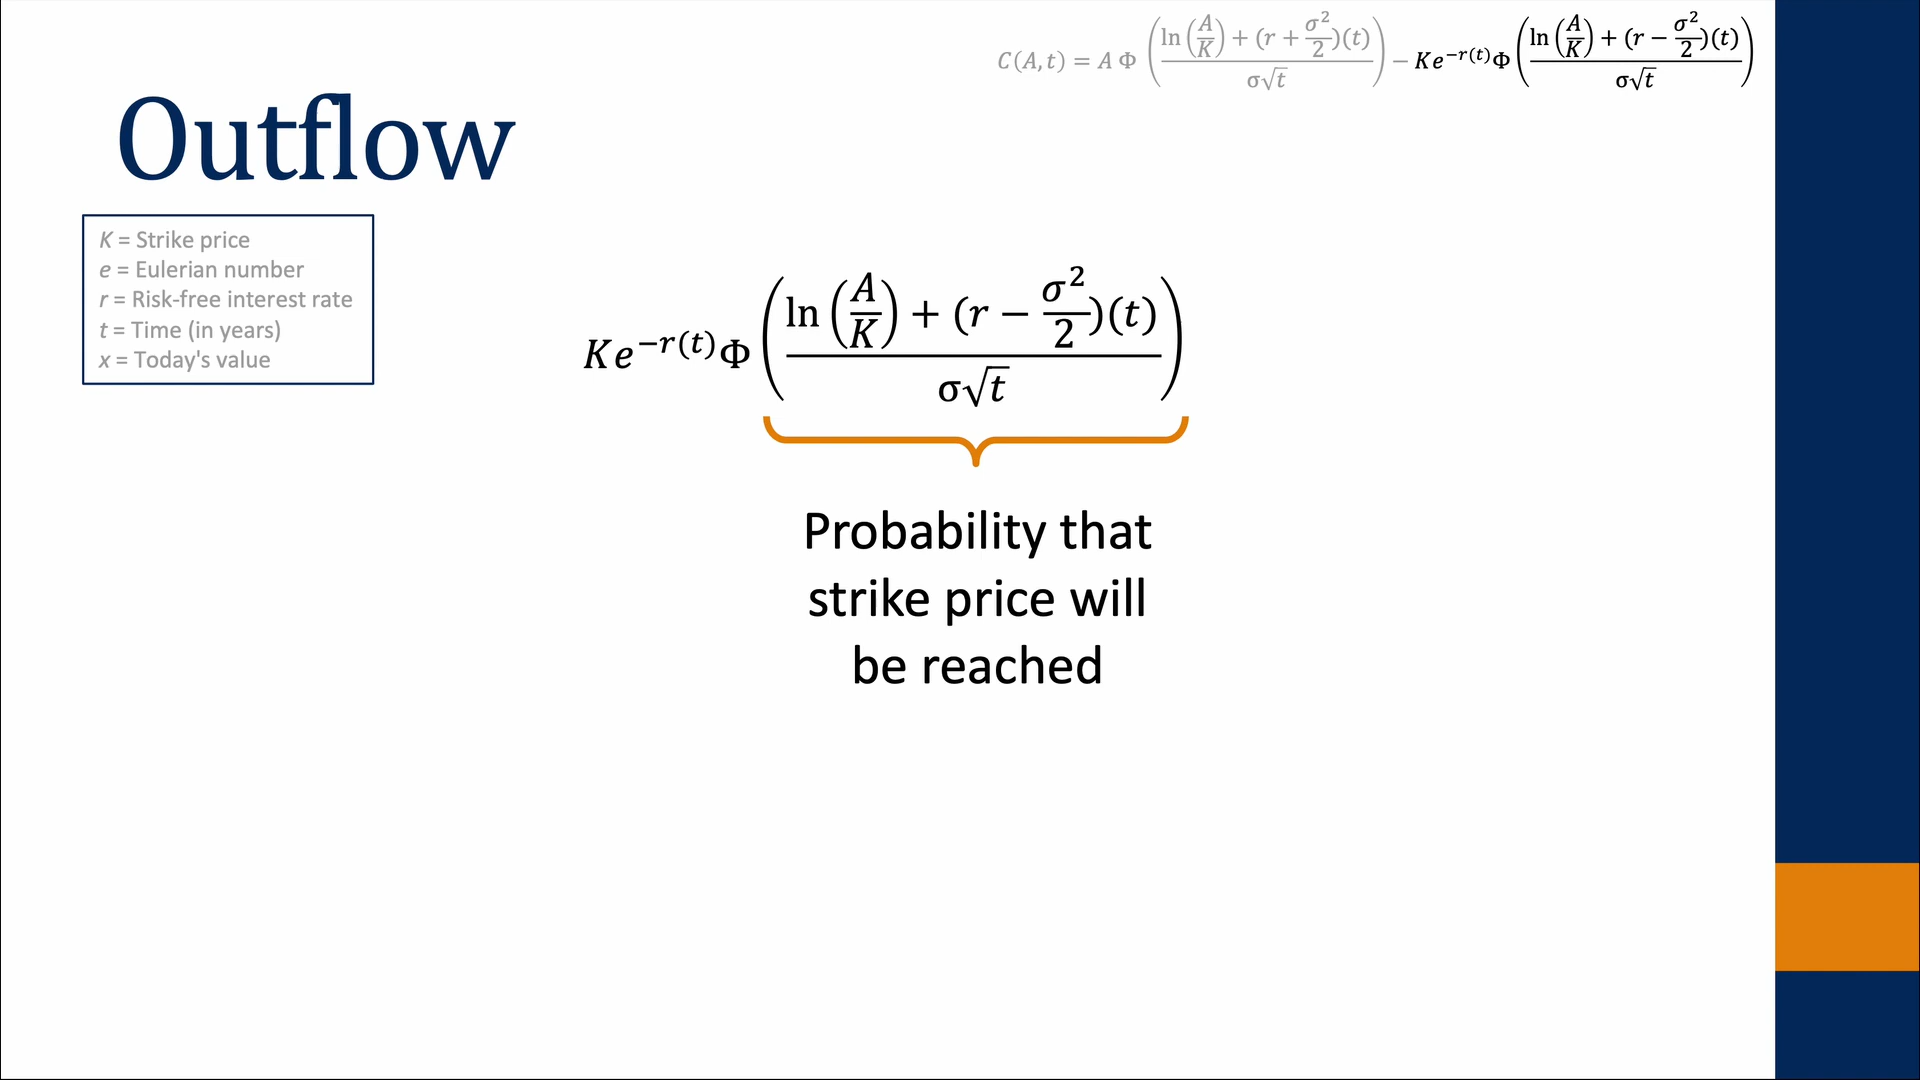 C(A,t) = A Φ (ln(A/K) + (r + σ²/2)(t) / σ√t) − Ke^−r(t)Φ(ln(A/K) + (r − σ²/2)(t) / σ√t)
Outflow
K = Strike price
e = Eulerian number
r = Risk-free interest rate
t = Time (in years)
x = Today's value
Ke^−r(t)Φ(ln(A/K) + (r − σ²/2)(t) / σ√t)
Probability that
strike price will
be reached